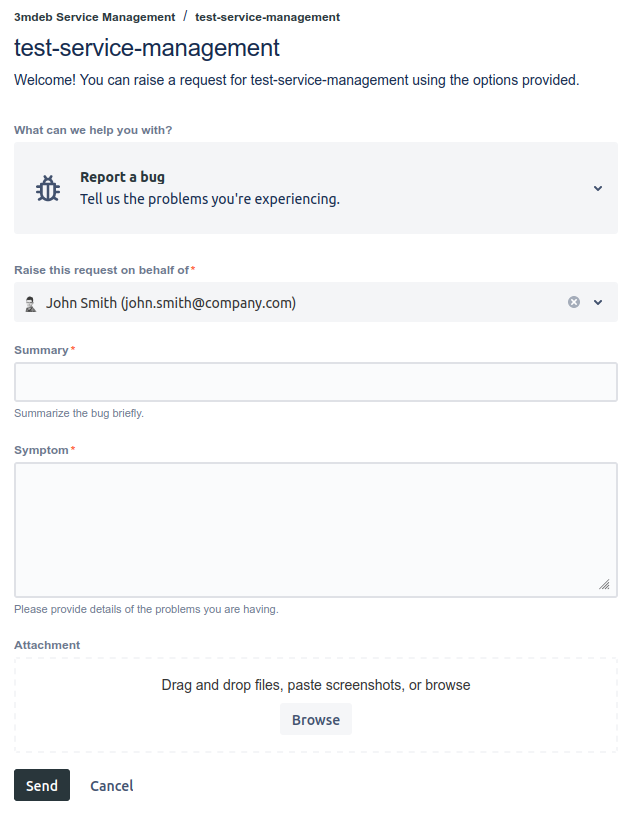 3mdeb Service Management / test-service-management
test-service-management
Welcome! You can raise a request for test-service-management using the options provided.
What can we help you with?
Report a bug
Tell us the problems you're experiencing.
Raise this request on behalf of*
John Smith (john.smith@company.com)
Summary*
Summarize the bug briefly.
Symptom*
Please provide details of the problems you are having.
Attachment
Drag and drop files, paste screenshots, or browse
Browse
Send Cancel